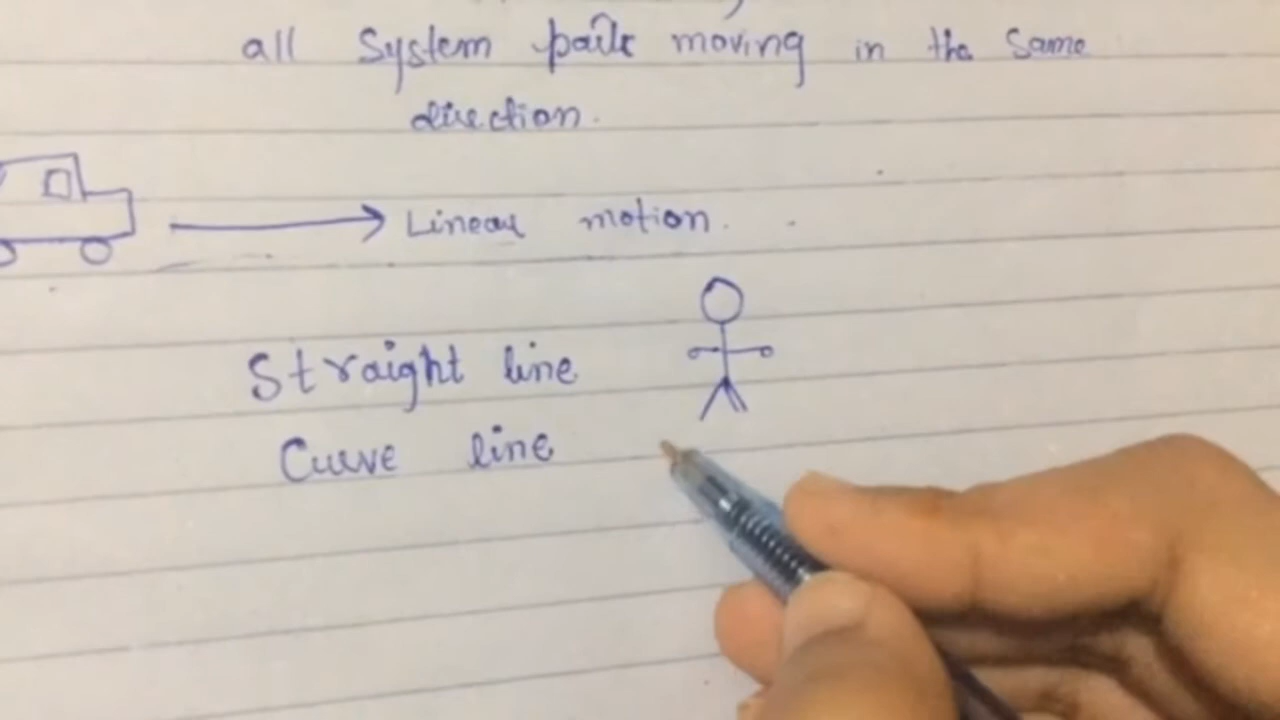 all System parts moving in the same
direction.
Linear motion.
Straight line
Curve line